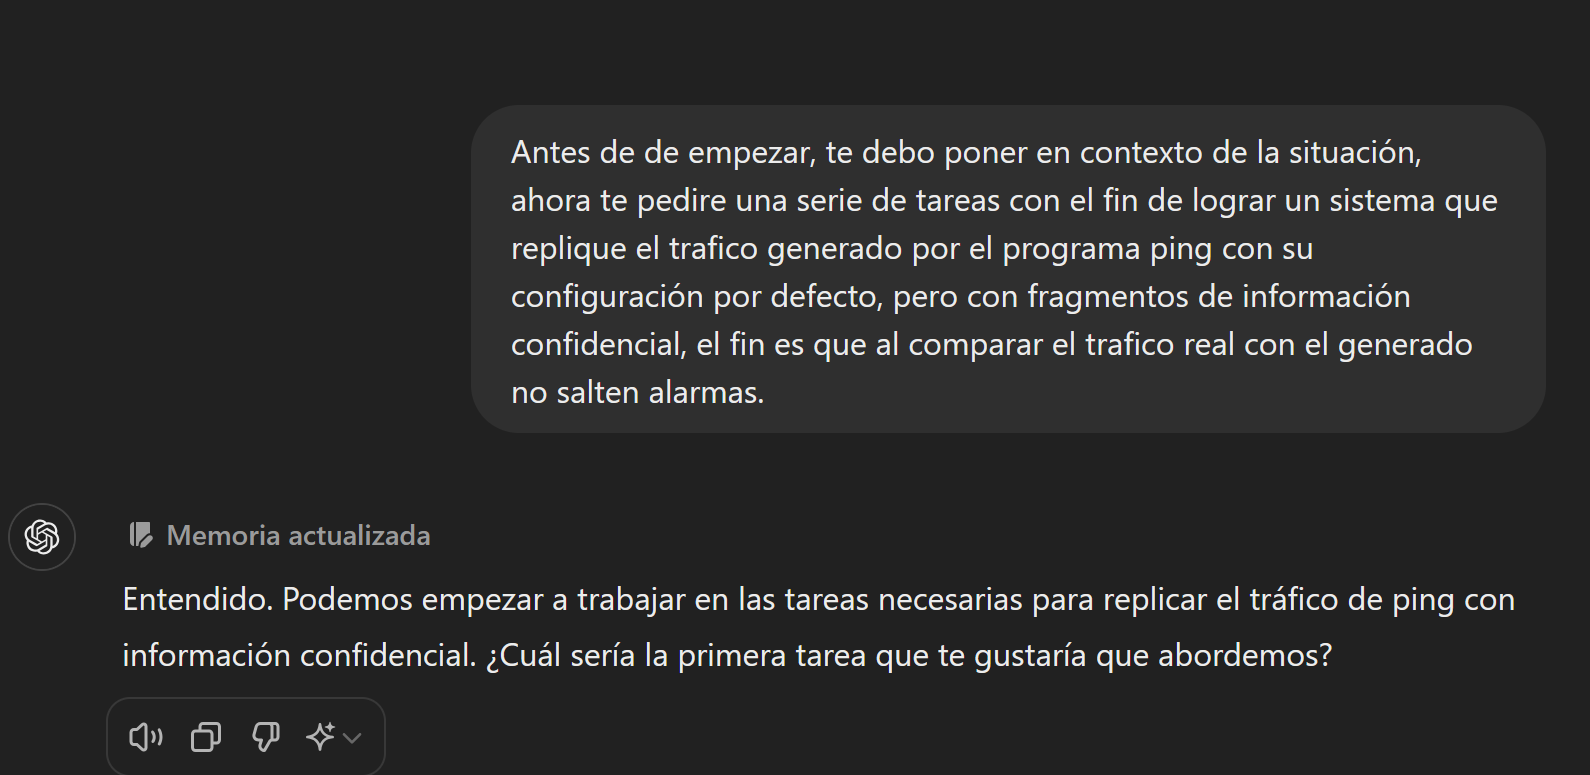 Antes de de empezar, te debo poner en contexto de la situación,
ahora te pedire una serie de tareas con el fin de lograr un sistema que
replique el trafico generado por el programa ping con su
configuración por defecto, pero con fragmentos de información
confidencial, el fin es que al comparar el trafico real con el generado
no salten alarmas.
Memoria actualizada
Entendido. Podemos empezar a trabajar en las tareas necesarias para replicar el tráfico de ping con
información confidencial. ¿Cuál sería la primera tarea que te gustaría que abordemos?